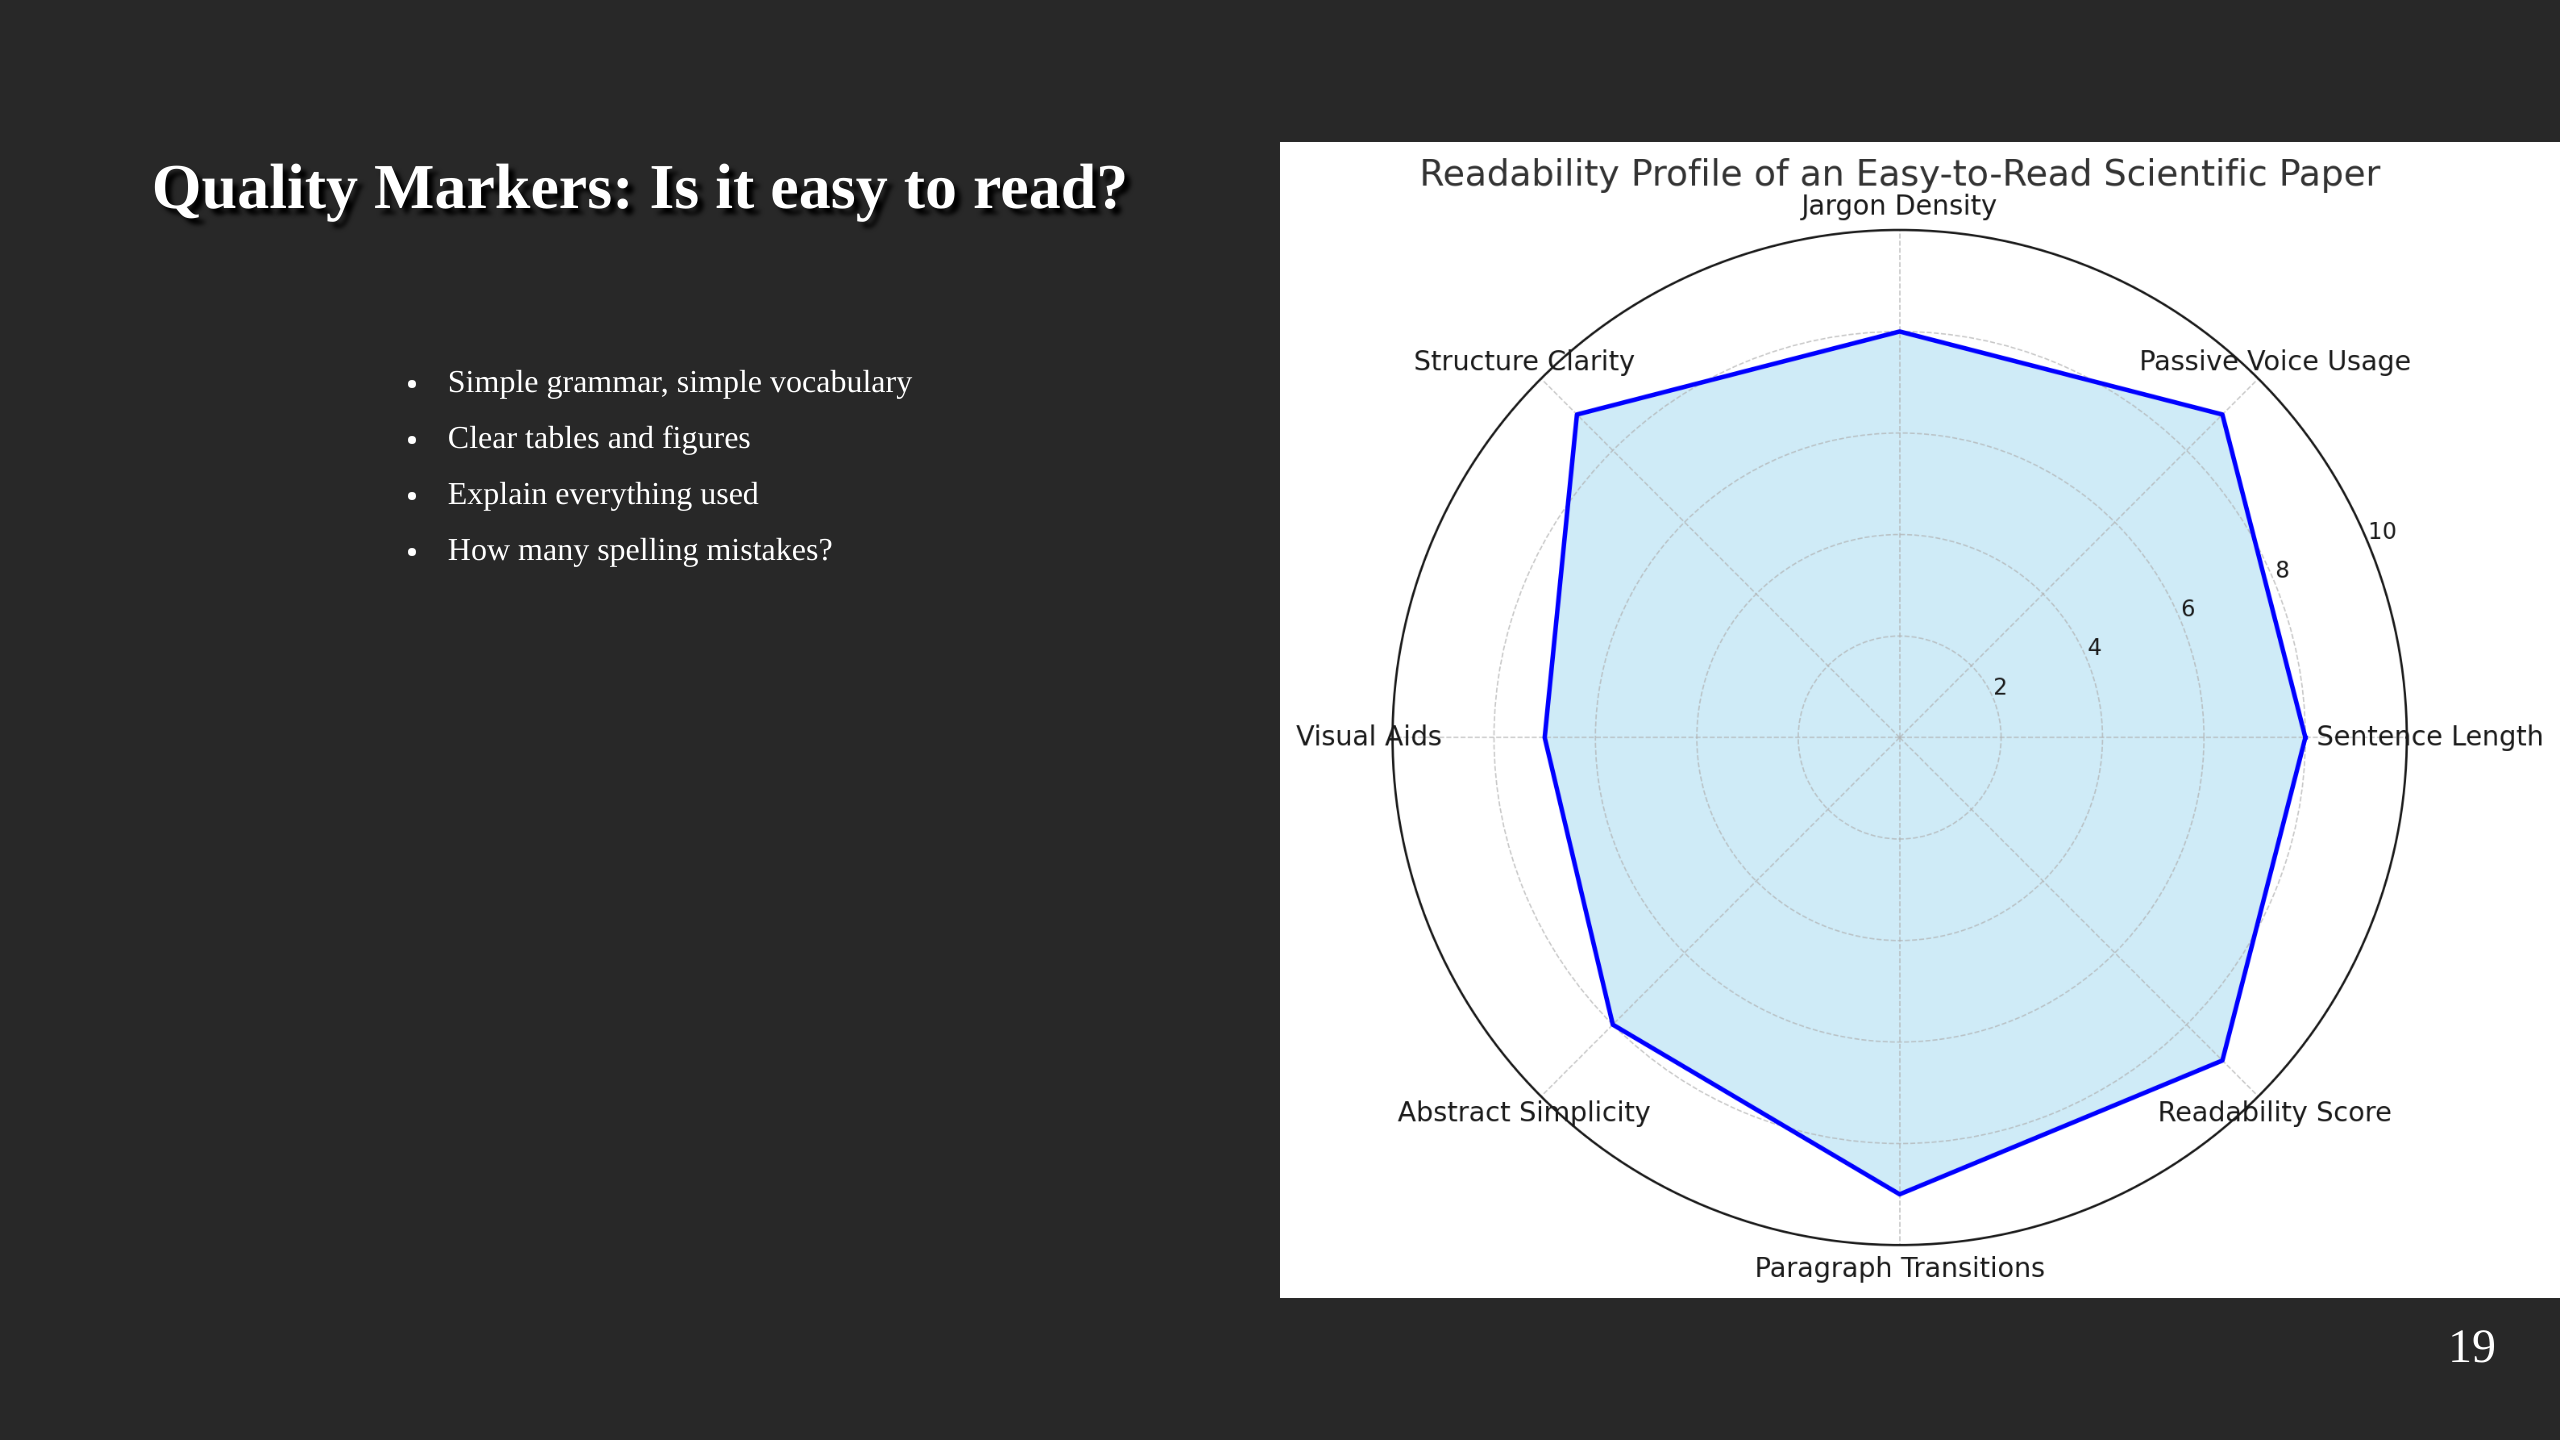 Quality Markers: Is it easy to read?
• Simple grammar, simple vocabulary
• Clear tables and figures
• Explain everything used
• How many spelling mistakes?
Readability Profile of an Easy-to-Read Scientific Paper
Jargon Density
Structure Clarity
Passive Voice Usage
10
8
6
4
2
Visual Aids
Sentence Length
Abstract Simplicity
Readability Score
Paragraph Transitions
19